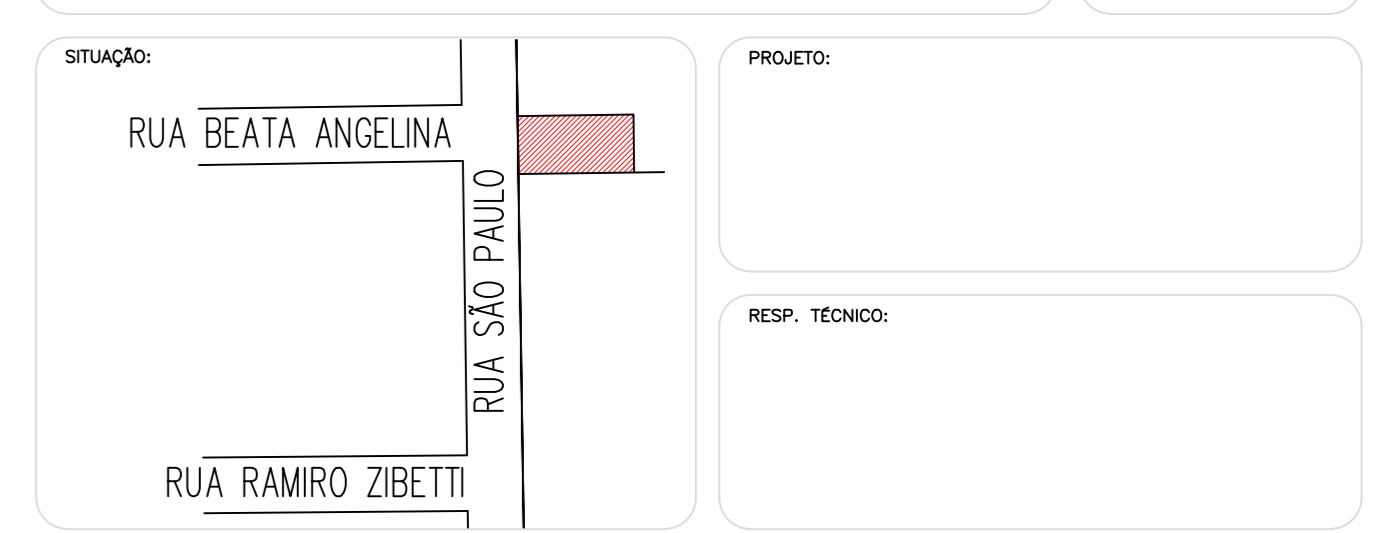 SITUAÇÃO:
RUA BEATA ANGELINA
RUA SÃO PAULO
RUA RAMIRO ZIBETTI
PROJETO:
RESP. TÉCNICO: